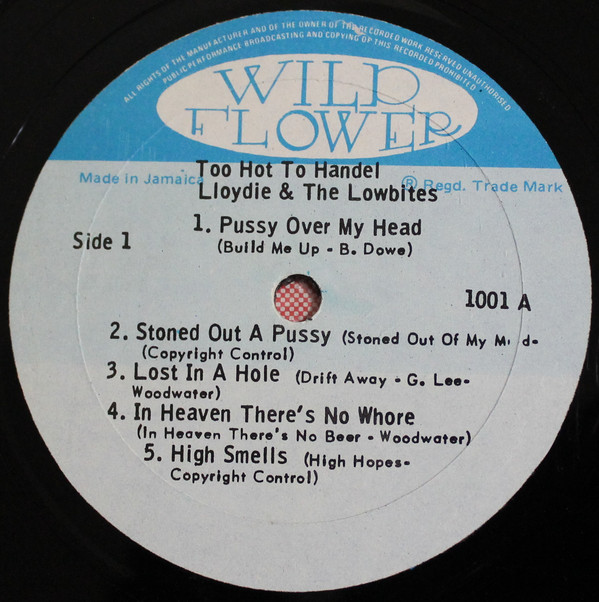 ALL RIGHTS OF THE MANUFACTURER AND OF THE OWNER OF THE RECORDED WORK RESERVED UNAUTHORISED
PUBLIC PERFORMANCE BROADCASTING AND COPYING OF THIS RECORDED PROHIBITED
WILD
FLOWER
Too Hot To Handel
Made in Jamaica
® Regd. Trade Mark
Lloydie & The Lowbites
1. Pussy Over My Head
(Build Me Up - B. Dowe)
Side 1
1001 A
2. Stoned Out A Pussy (Stoned Out Of My M d-
(Copyright Control)
3. Lost In A Hole (Drift Away - G. Lee-
Woodwater)
4. In Heaven There's No Whore
(In Heaven There's No Beer - Woodwater)
5. High Smells (High Hopes-
Copyright Control)